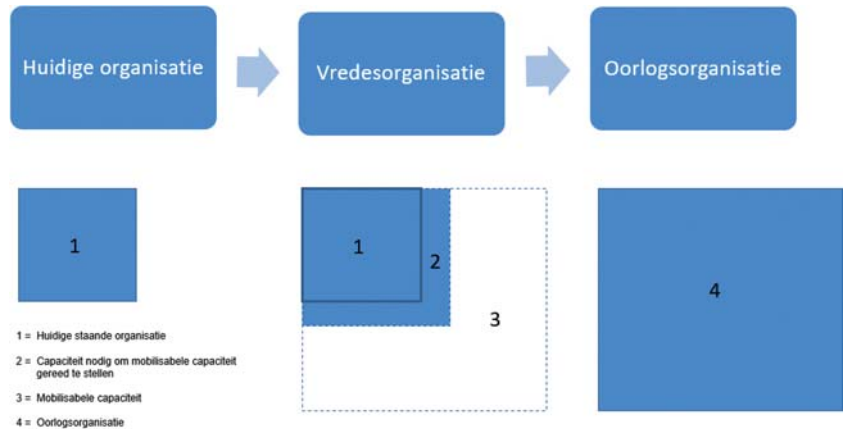 Huidige organisatie
Vredesorganisatie
Oorlogsorganisatie
1
1
2
3
4
1 = Huidige staande organisatie
2 = Capaciteit nodig om mobilisabele capaciteit
gereed te stellen
3 = Mobilisabele capaciteit
4 = Oorlogsorganisatie